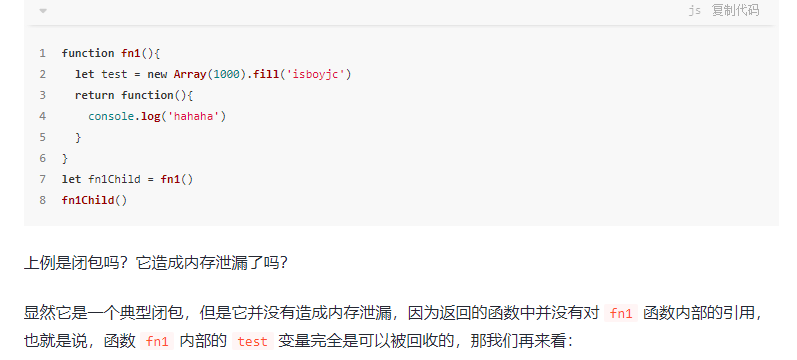 js 复制代码
1 function fn1(){
2   let test = new Array(1000).fill('isboyjc')
3   return function(){
4     console.log('hahaha')
5   }
6 }
7 let fn1Child = fn1()
8 fn1Child()
上例是闭包吗？它造成内存泄漏了吗？
显然它是一个典型闭包，但是它并没有造成内存泄漏，因为返回的函数中并没有对 fn1 函数内部的引用，
也就是说，函数 fn1 内部的 test 变量完全是可以被回收的，那我们再来看：